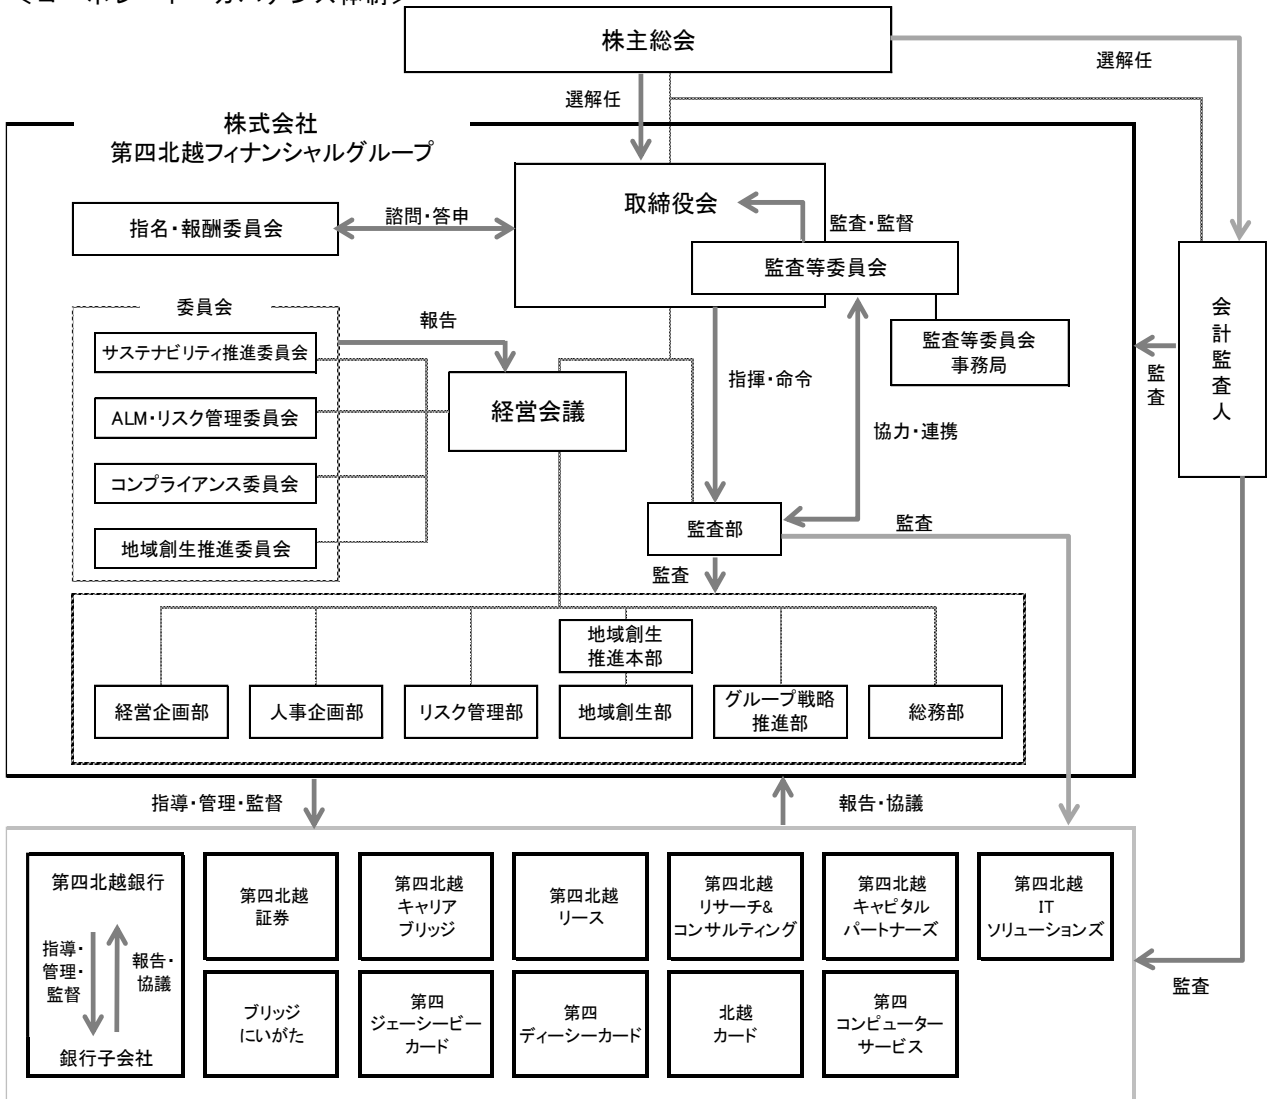 株主総会
選解任
選解任
株式会社
第四北越フィナンシャルグループ
取締役会
指名・報酬委員会
諮問・答申
監査・監督
監査等委員会
委員会
報告
監査等委員会
事務局
会計監査人
監査
サステナビリティ推進委員会
ALM・リスク管理委員会
コンプライアンス委員会
地域創生推進委員会
経営会議
指揮・命令
協力・連携
監査部
監査
監査
地域創生
推進本部
経営企画部
人事企画部
リスク管理部
地域創生部
グループ戦略
推進部
総務部
指導・管理・監督
報告・協議
第四北越銀行
指導・
管理・
監督
報告・
協議
銀行子会社
第四北越
証券
第四北越
キャリア
ブリッジ
第四北越
リース
第四北越
リサーチ&
コンサルティング
第四北越
キャピタル
パートナーズ
第四北越
IT
ソリューションズ
ブリッジ
にいがた
第四
ジェーシービー
カード
第四
ディーシーカード
北越
カード
第四
コンピューター
サービス
監査